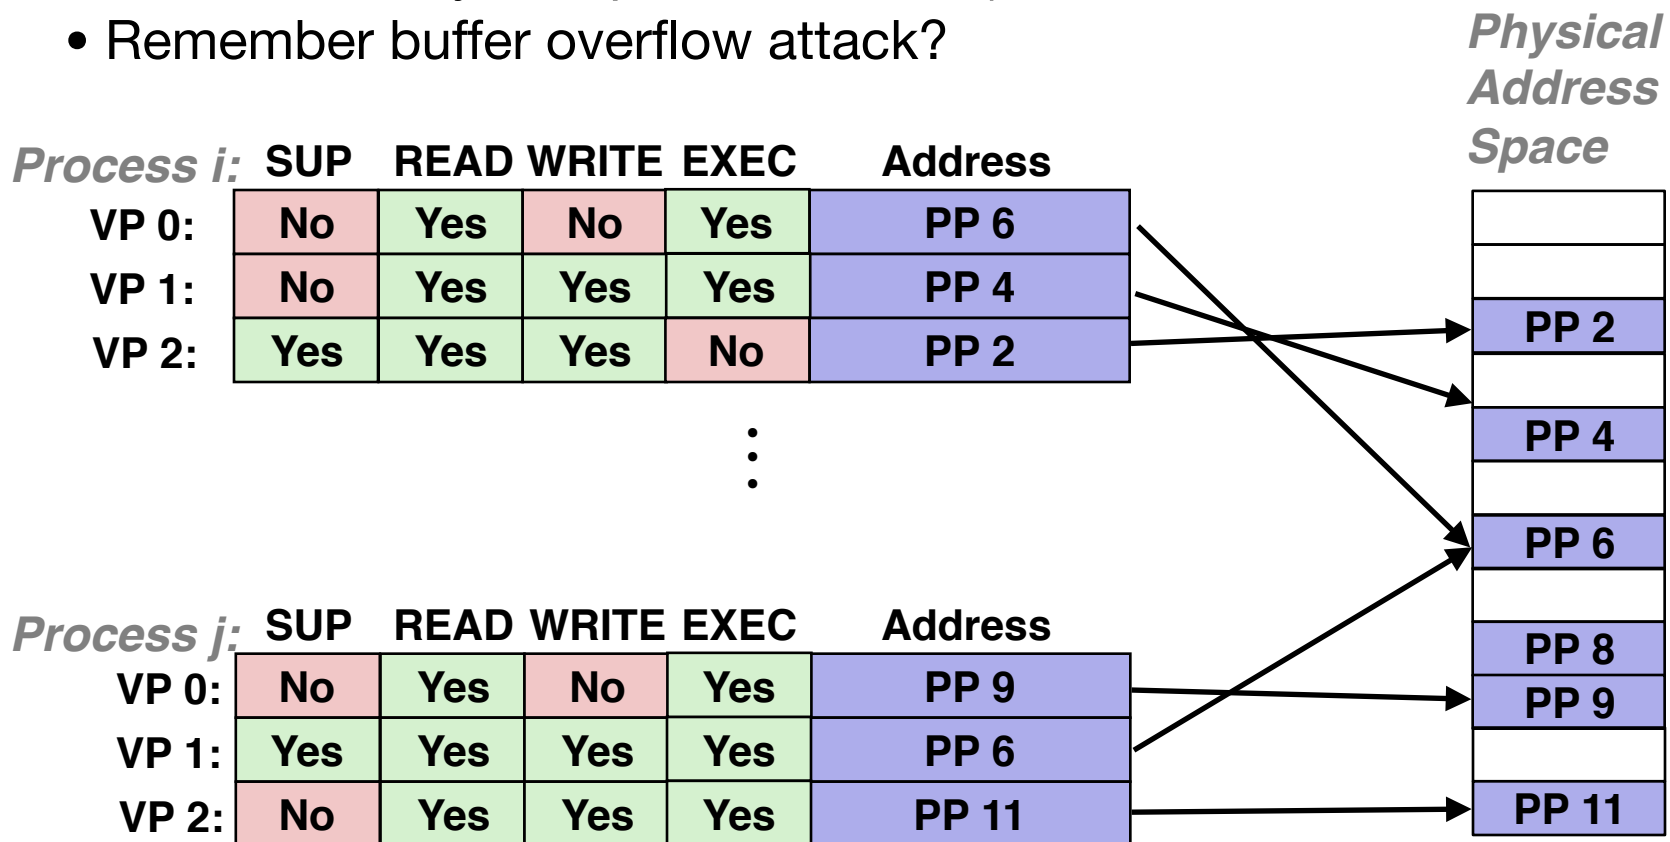 • Remember buffer overflow attack?
Physical
Address
Space
Process i: SUP READ WRITE EXEC Address
VP 0: No Yes No Yes PP 6
VP 1: No Yes Yes Yes PP 4
VP 2: Yes Yes Yes No PP 2
Process j: SUP READ WRITE EXEC Address
VP 0: No Yes No Yes PP 9
VP 1: Yes Yes Yes Yes PP 6
VP 2: No Yes Yes Yes PP 11
PP 2
PP 4
PP 6
PP 8
PP 9
PP 11